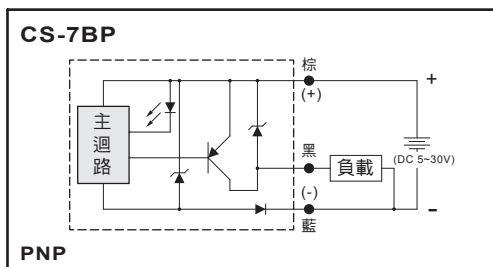 CS-7BP
棕
(+)
+
主
迴
路
黑
負載
(DC 5~30V)
(-)
藍
-
PNP